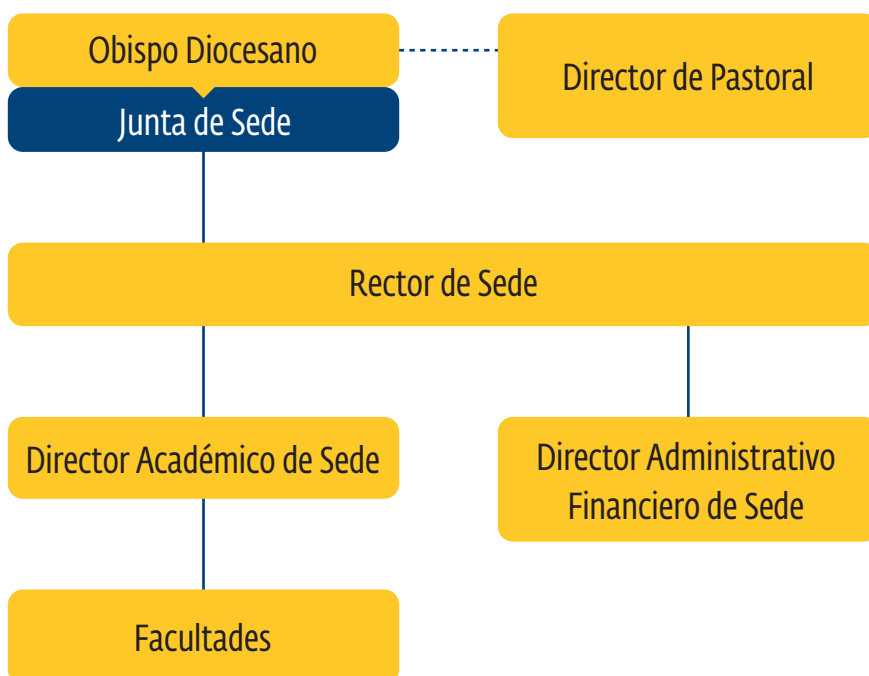 Obispo Diocesano
Director de Pastoral
Junta de Sede
Rector de Sede
Director Académico de Sede
Director Administrativo
Financiero de Sede
Facultades